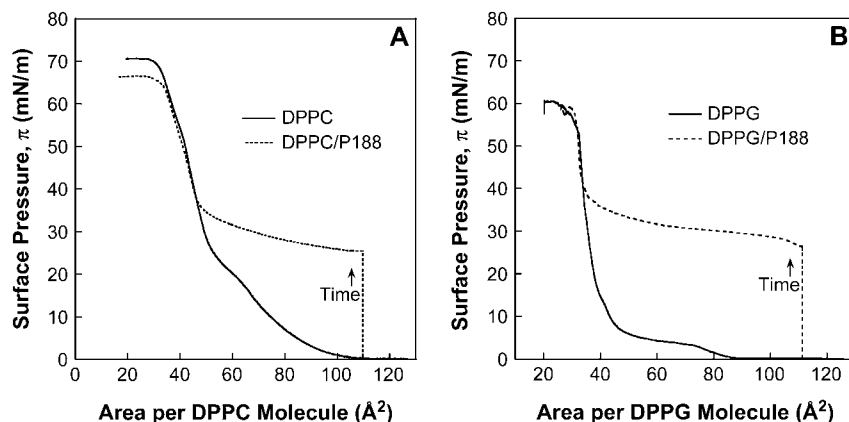 A
Surface Pressure, π (mN/m)
80
70
60
50
40
30
20
10
0
DPPC
DPPC/P188
Time
0 20 40 60 80 100 120
Area per DPPC Molecule (Å2)
B
Surface Pressure, π (mN/m)
80
70
60
50
40
30
20
10
0
DPPG
DPPG/P188
Time
20 40 60 80 100 120
Area per DPPG Molecule (Å2)